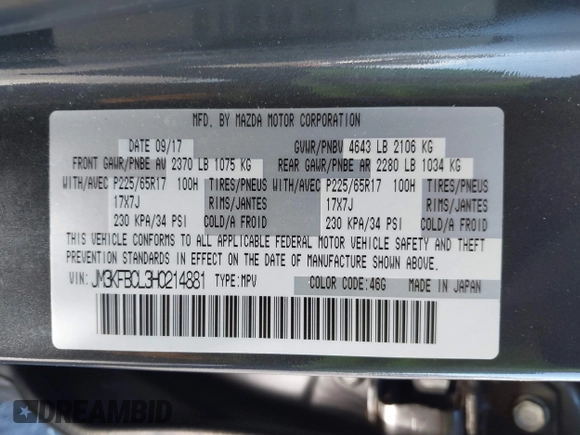 MFD. BY MAZDA MOTOR CORPORATION
DATE 09/17 GVWR/PNBV 4643 LB 2106 KG
FRONT GAWR/PNBE AV 2370 LB 1075 KG REAR GAWR/PNBE AR 2280 LB 1034 KG
WITH/AVEC P225/65R17 100H TIRES/PNEUS WITH/AVEC P225/65R17 100H TIRES/PNEUS
17X7J RIMS/JANTES 17X7J RIMS/JANTES
230 KPA/34 PSI COLD/A FROID 230 KPA/34 PSI COLD/A FROID
THIS VEHICLE CONFORMS TO ALL APPLICABLE FEDERAL MOTOR VEHICLE SAFETY AND THEFT
PREVENTION STANDARDS IN EFFECT ON THE DATE OF MANUFACTURE SHOWN ABOVE.
VIN: JM3KFBCL3H0214881 TYPE:MPV COLOR CODE:46G MADE IN JAPAN
DREAMBID